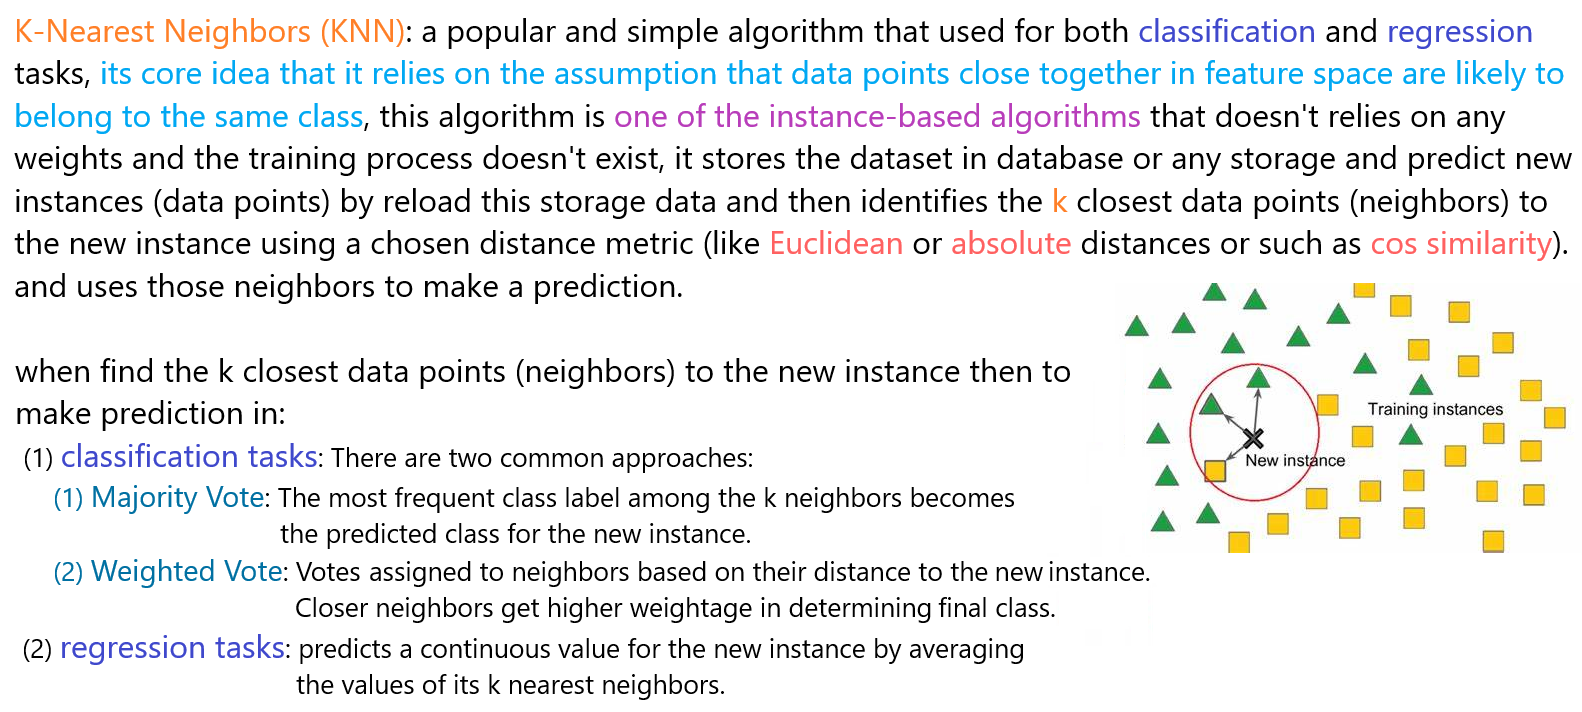 K-Nearest Neighbors (KNN): a popular and simple algorithm that used for both classification and regression
tasks, its core idea that it relies on the assumption that data points close together in feature space are likely to
belong to the same class, this algorithm is one of the instance-based algorithms that doesn't relies on any
weights and the training process doesn't exist, it stores the dataset in database or any storage and predict new
instances (data points) by reload this storage data and then identifies the k closest data points (neighbors) to
the new instance using a chosen distance metric (like Euclidean or absolute distances or such as cos similarity).
and uses those neighbors to make a prediction.
when find the k closest data points (neighbors) to the new instance then to
make prediction in:
(1) classification tasks: There are two common approaches:
(1) Majority Vote: The most frequent class label among the k neighbors becomes
the predicted class for the new instance.
(2) Weighted Vote: Votes assigned to neighbors based on their distance to the new instance.
Closer neighbors get higher weightage in determining final class.
(2) regression tasks: predicts a continuous value for the new instance by averaging
the values of its k nearest neighbors.
Training instances
New instance